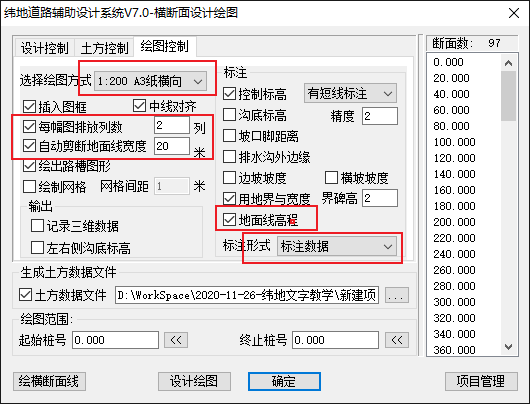 纬地道路辅助设计系统V7.0-横断面设计绘图
设计控制 土方控制 绘图控制
选择绘图方式 1:200 A3纸横向
插入图框 中线对齐
每幅图排放列数 2 列
自动剪断地面线宽度 20 米
绘出路槽图形
绘制网格 网格间距 1 米
输出
记录三维数据
左右侧沟底标高
标注
控制标高 有短线标注
沟底标高 精度 2
坡口脚距离
排水沟外边缘
边坡坡度 横坡坡度
用地界与宽度 界碑高 2
地面线高程
标注形式 标注数据
生成土方数据文件
土方数据文件 D:\WorkSpace\2020-11-26-纬地文字教学\新建项 ...
绘图范围:
起始桩号 0.000 << 终止桩号 0.000 <<
绘横断面线 设计绘图 确定 项目管理
断面数: 97
0.000
20.000
40.000
60.000
80.000
100.000
120.000
140.000
160.000
180.000
200.000
220.000
240.000
260.000
280.000
300.000
320.000
340.000
360.000